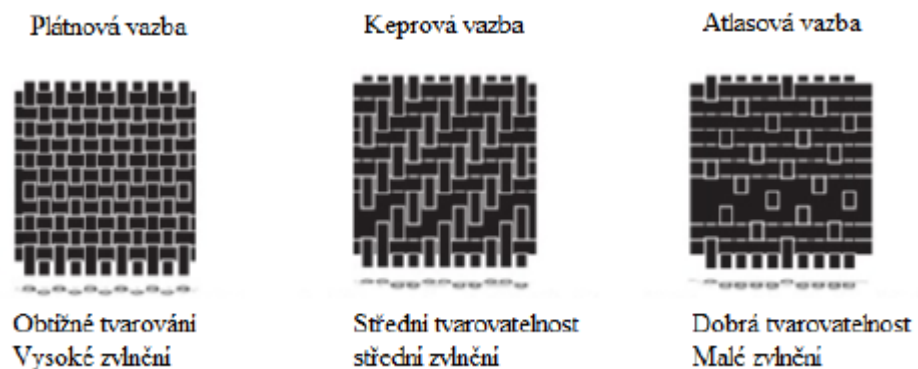 Plátnová vazba
Keprová vazba
Atlasová vazba
Obtížné tvarování
Vysoké zvlnění
Střední tvarovatelnost
střední zvlnění
Dobrá tvarovatelnost
Malé zvlnění